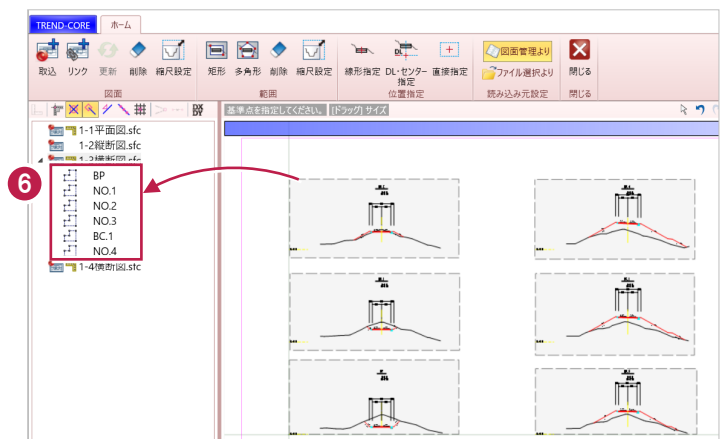 TREND-CORE ホーム
取込 リンク 更新 削除 縮尺設定 矩形 多角形 削除 縮尺設定 線形指定 DL・センター指定 直接指定 図面管理より ファイル選択より 閉じる
図面 範囲 位置指定 読み込み元設定 閉じる
基準点を指定してください。 [ドラッグ] サイズ
1-1平面図.sfc
1-2縦断図.sfc
1-3横断図.sfc
6
BP
NO.1
NO.2
NO.3
BC.1
NO.4
1-4横断図.sfc